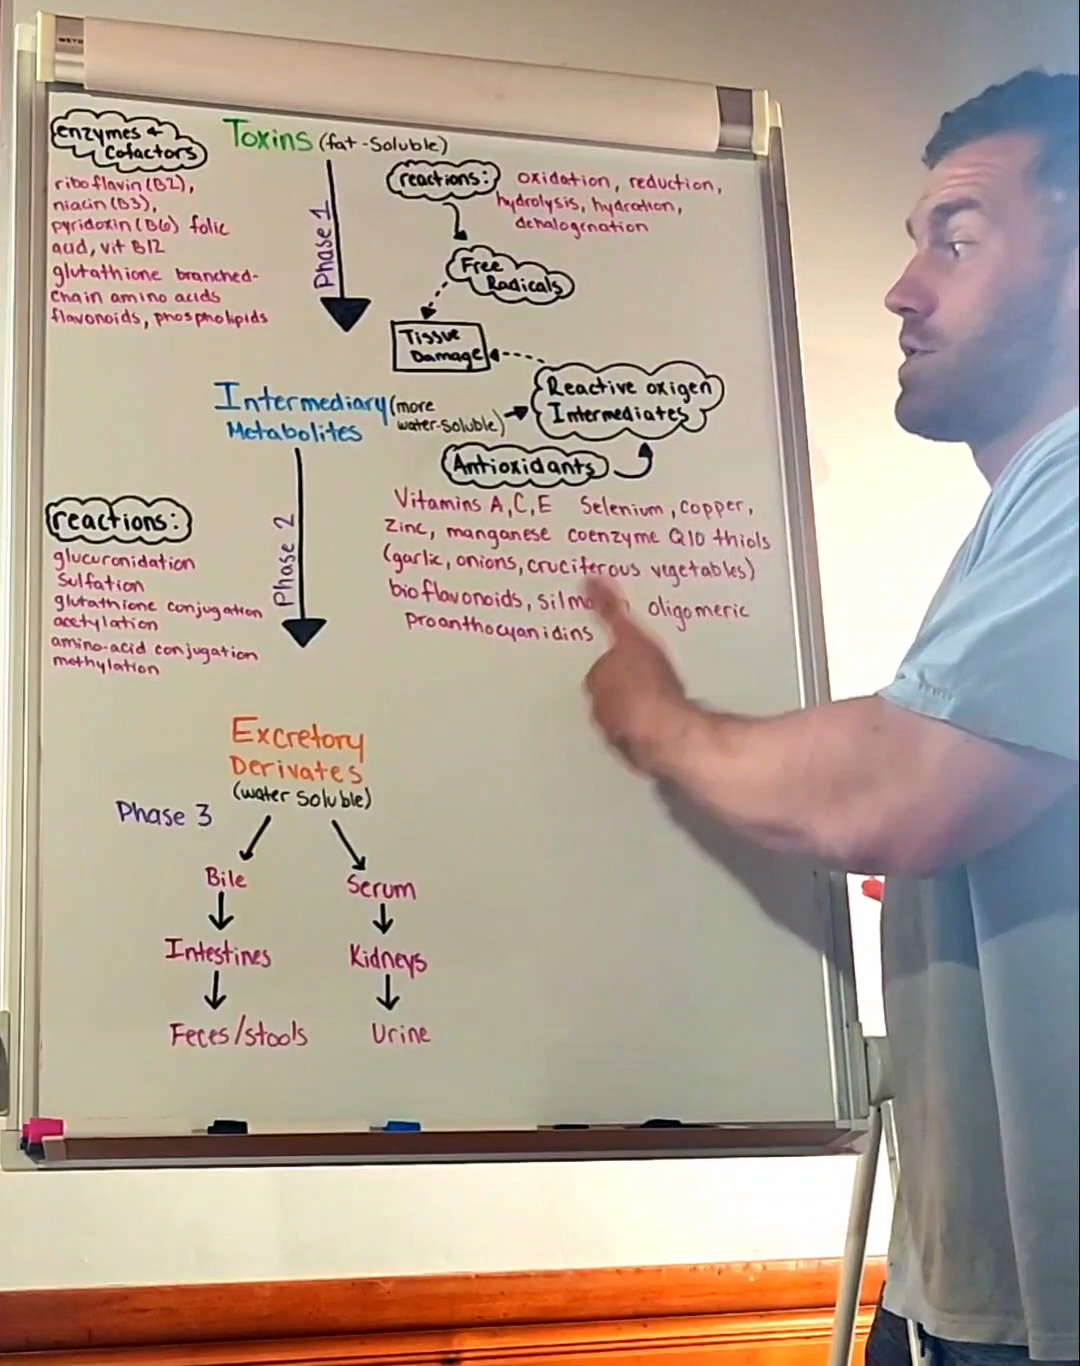 enzymes +
Cofactors
riboflavin (B2),
niacin (B3),
pyridoxin (B6) folic
acid, vit B12
glutathione branched-
chain amino acids
flavonoids, phospholipids
Toxins (fat-Soluble)
Phase 1
reactions: oxidation, reduction,
hydrolysis, hydration,
dehalogenation
Free
Radicals
Tissue
Damage
Intermediary (more
Metabolites water-soluble)
Reactive oxigen
Intermediates
Antioxidants
Vitamins A, C, E Selenium, copper,
Zinc, manganese coenzyme Q10 thiols
(garlic, onions, cruciferous vegetables)
bioflavonoids, oligomeric
proanthocyanidins
Phase 2
reactions:
glucuronidation
sulfation
glutathione conjugation
acetylation
amino-acid conjugation
methylation
Excretory
Derivates
(water soluble)
Phase 3
Bile
Intestines
Feces/stools
Serum
Kidneys
Urine